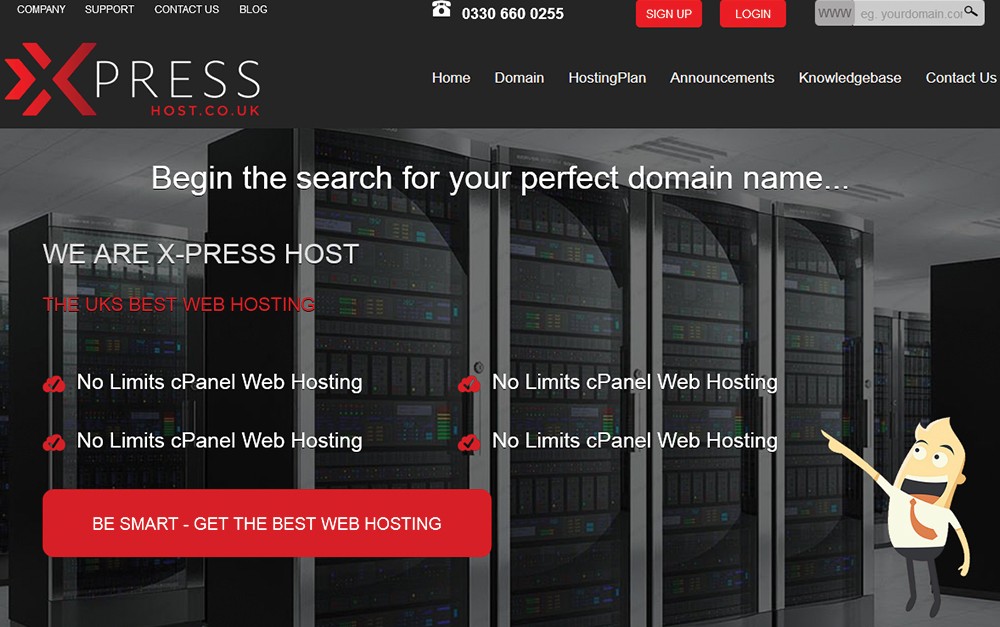 COMPANY SUPPORT CONTACT US BLOG
0330 660 0255
SIGN UP
LOGIN
WWW eg. yourdomain.co
XPRESS
HOST.CO.UK
Home Domain HostingPlan Announcements Knowledgebase Contact Us
Begin the search for your perfect domain name...
WE ARE X-PRESS HOST
THE UKS BEST WEB HOSTING
No Limits cPanel Web Hosting
No Limits cPanel Web Hosting
No Limits cPanel Web Hosting
No Limits cPanel Web Hosting
BE SMART - GET THE BEST WEB HOSTING